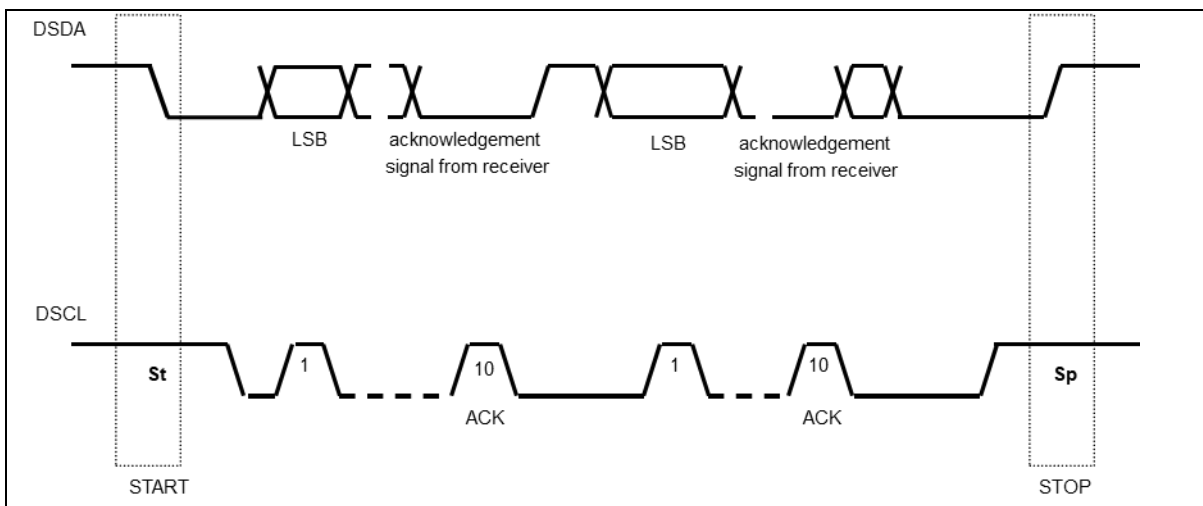 DSDA
LSB
acknowledgement
signal from receiver
LSB
acknowledgement
signal from receiver
DSCL
St
1
10
1
10
Sp
ACK
ACK
START
STOP